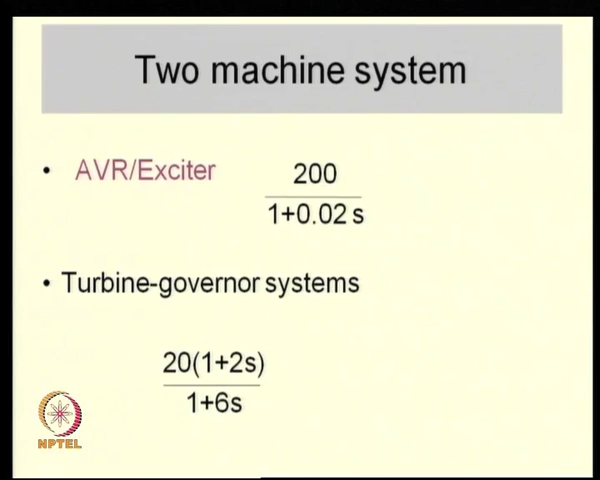 Two machine system
• AVR/Exciter
200
1+0.02 s
• Turbine-governor systems
20(1+2s)
1+6s
NPTEL